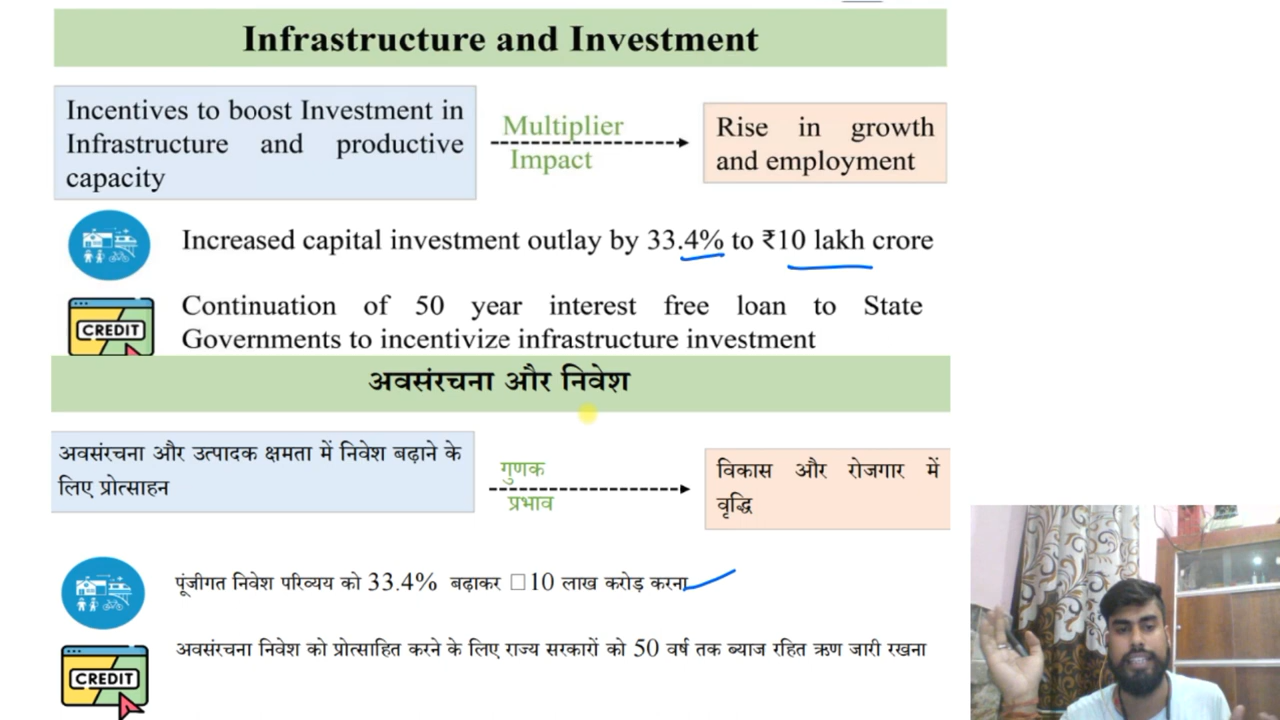 Infrastructure and Investment
Incentives to boost Investment in
Infrastructure and productive
capacity
Multiplier
Impact
Rise in growth
and employment
Increased capital investment outlay by 33.4% to ₹10 lakh crore
Continuation of 50 year interest free loan to State
Governments to incentivize infrastructure investment
CREDIT
अवसंरचना और निवेश
अवसंरचना और उत्पादक क्षमता में निवेश बढ़ाने के
लिए प्रोत्साहन
गुणक
प्रभाव
विकास और रोजगार में
वृद्धि
पूंजीगत निवेश परिव्यय को 33.4% बढ़ाकर □10 लाख करोड़ करना
अवसंरचना निवेश को प्रोत्साहित करने के लिए राज्य सरकारों को 50 वर्ष तक ब्याज रहित ऋण जारी रखना
CREDIT